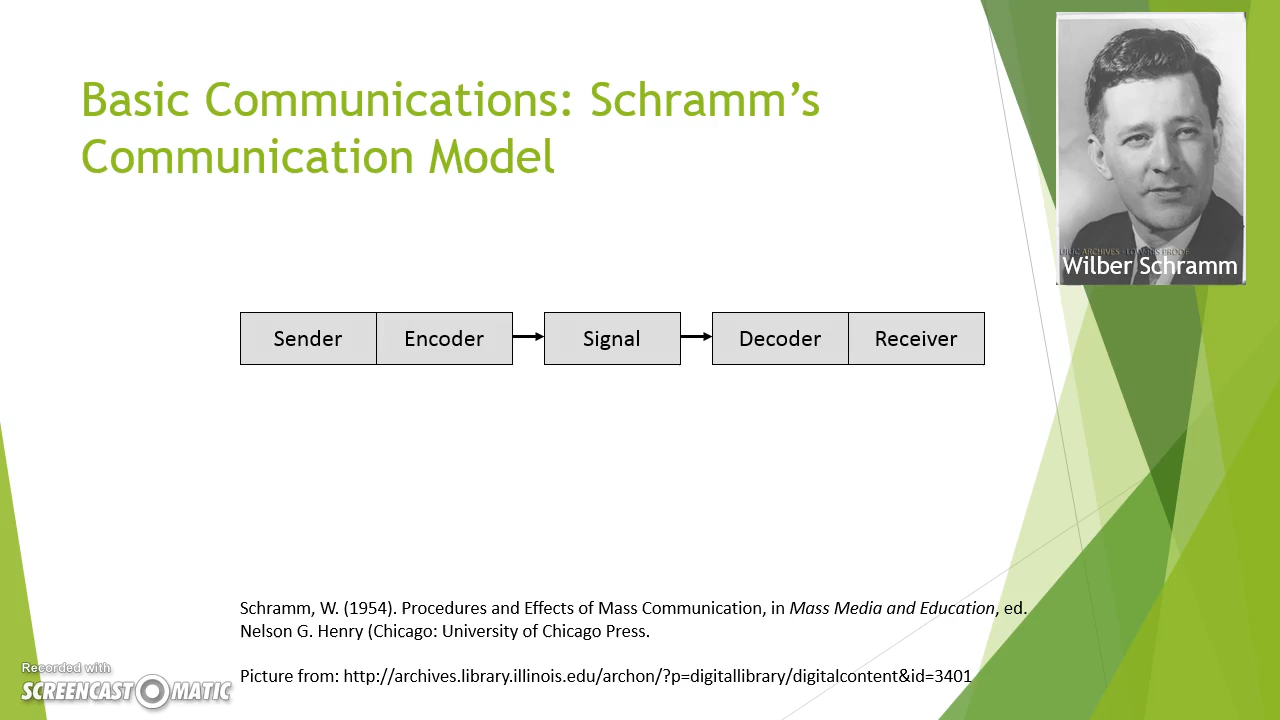 Basic Communications: Schramm's
Communication Model
Wilber Schramm
Sender Encoder Signal Decoder Receiver
Schramm, W. (1954). Procedures and Effects of Mass Communication, in Mass Media and Education, ed.
Nelson G. Henry (Chicago: University of Chicago Press.
Picture from: http://archives.library.illinois.edu/archon/?p=digitallibrary/digitalcontent&id=3401
Recorded with
SCREENCAST MATIC